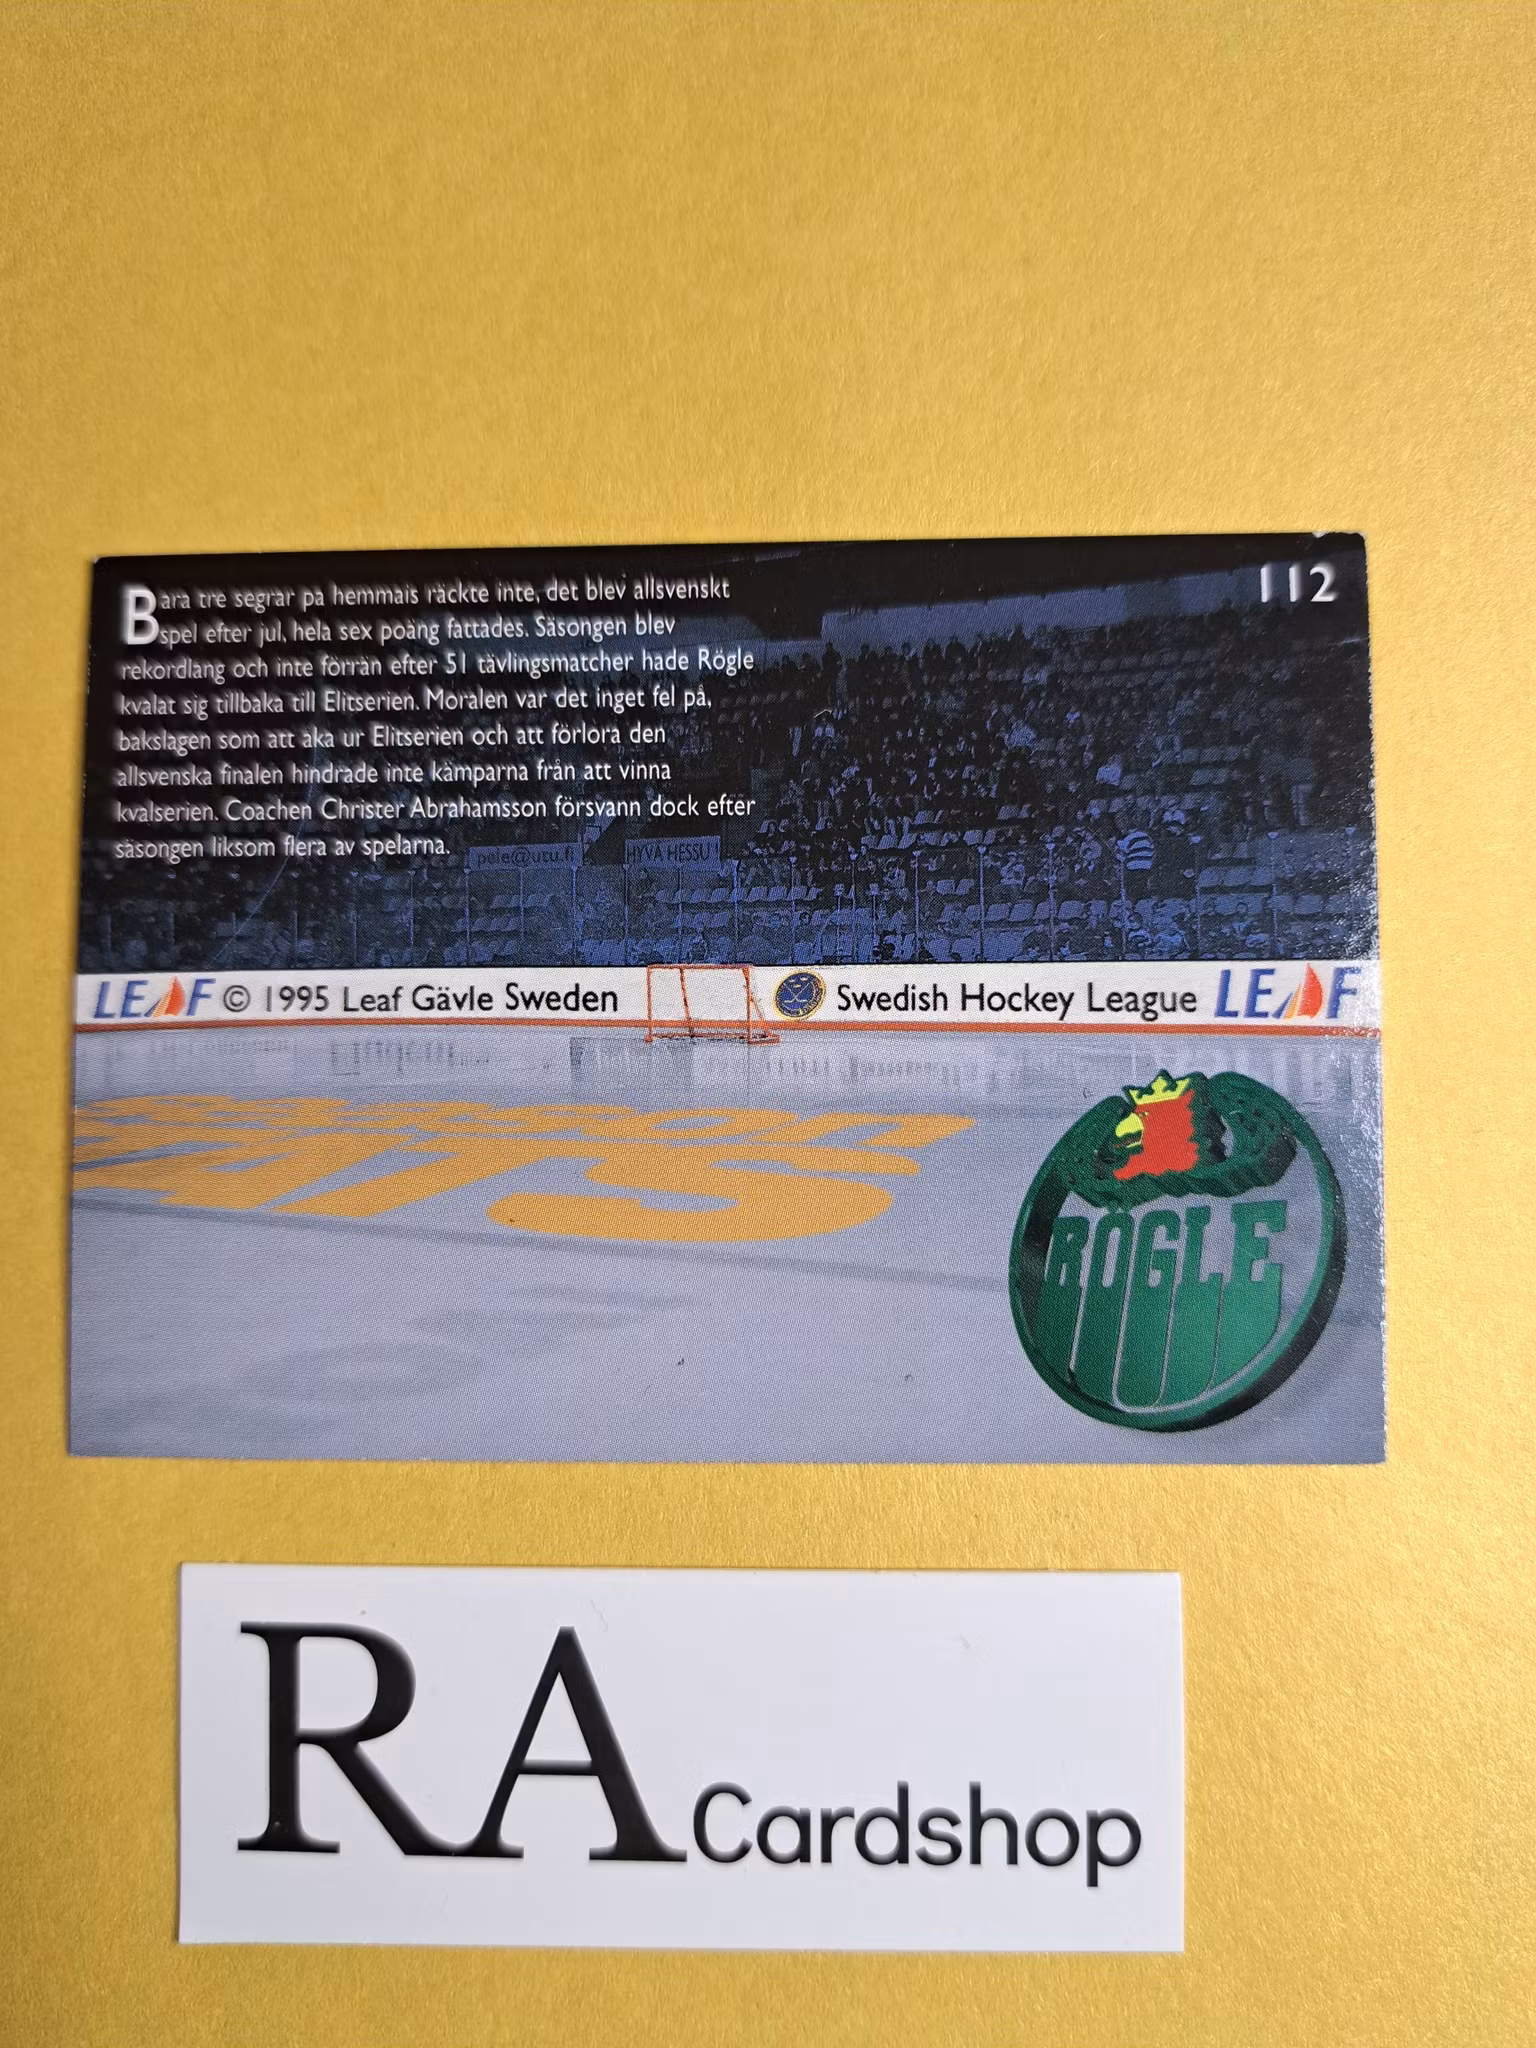 112
Bara tre segrar på hemmais räckte inte, det blev allsvenskt
spel efter jul, hela sex poäng fattades. Säsongen blev
rekordlång och inte förrän efter 51 tävlingsmatcher hade Rögle
kvalat sig tillbaka till Elitserien. Moralen var det inget fel på,
bakslagen som att åka ur Elitserien och att förlora den
allsvenska finalen hindrade inte kämparna från att vinna
kvalserien. Coachen Christer Abrahamsson försvann dock efter
säsongen liksom flera av spelarna.
pele@utu.fi
HYVÄ HESSU !
LEAF © 1995 Leaf Gävle Sweden
Swedish Hockey League LEAF
RÖGLE
RA Cardshop